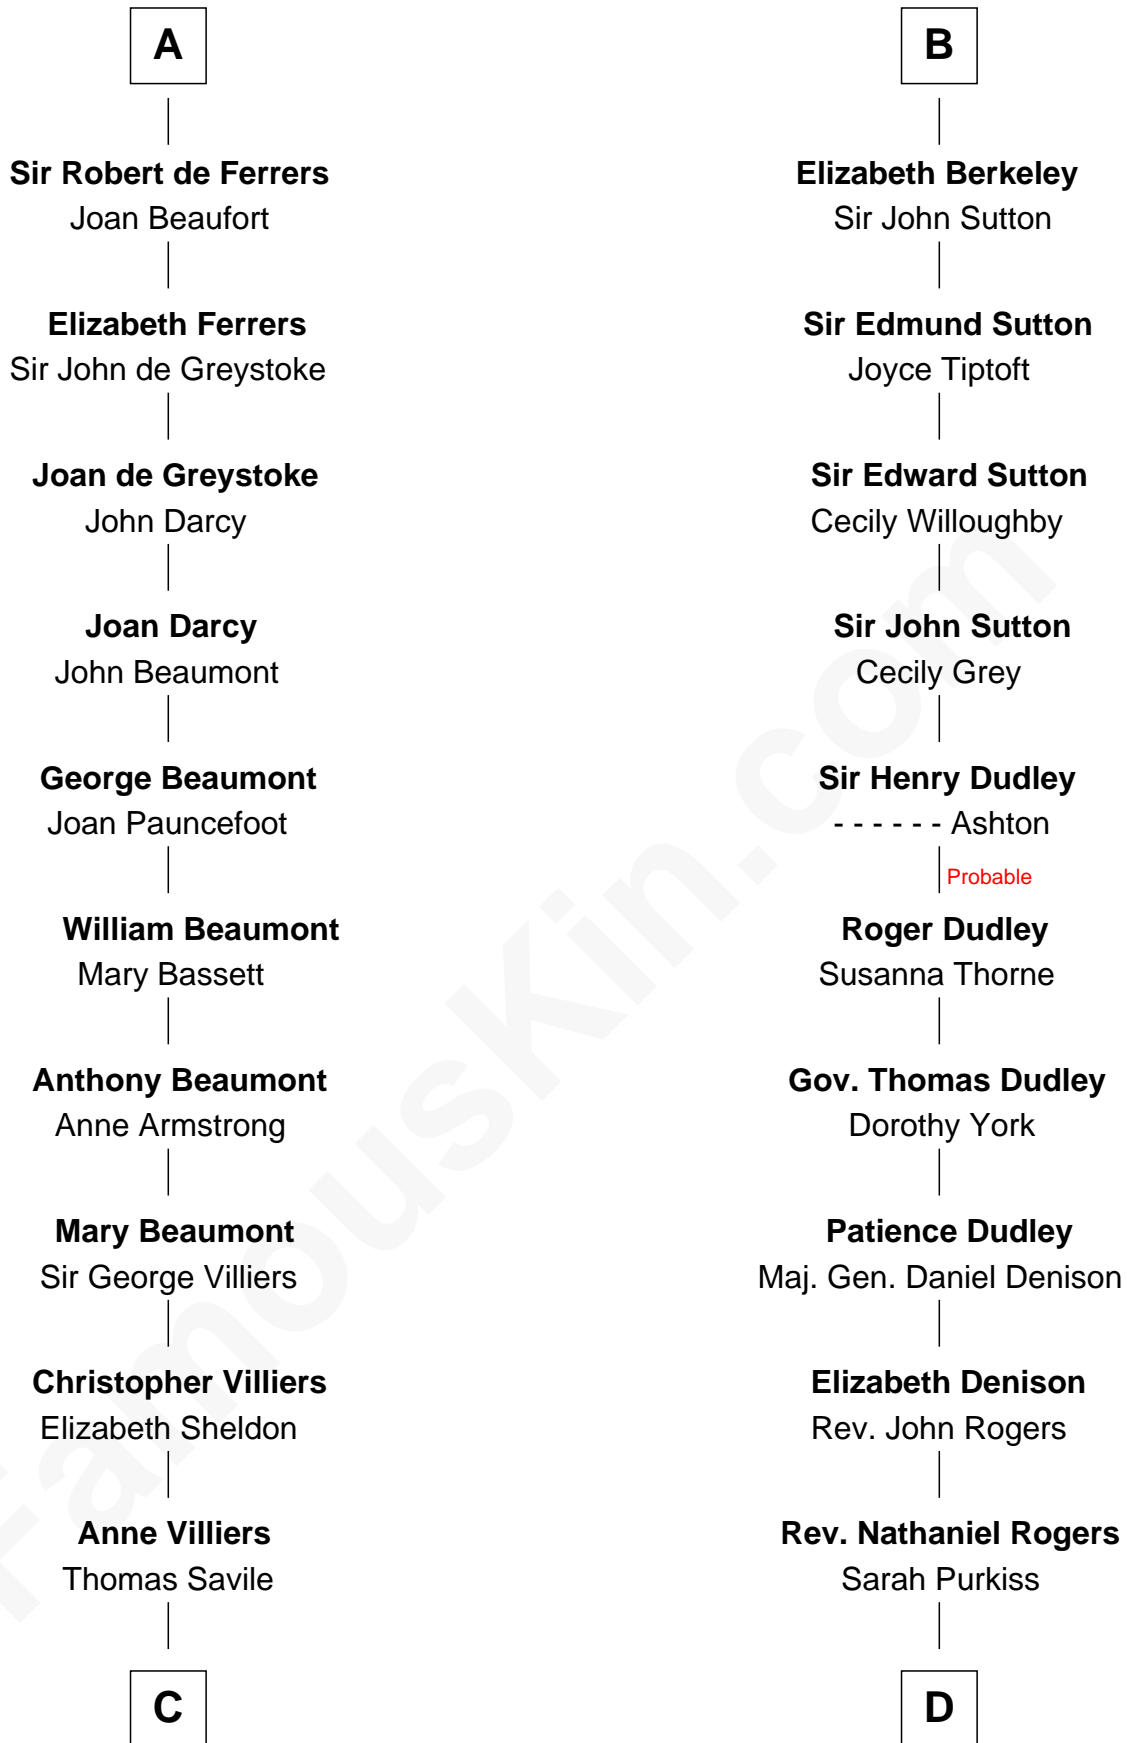 A
Sir Robert de Ferrers
Joan Beaufort
Elizabeth Ferrers
Sir John de Greystoke
Joan de Greystoke
John Darcy
Joan Darcy
John Beaumont
George Beaumont
Joan Pauncefoot
William Beaumont
Mary Bassett
Anthony Beaumont
Anne Armstrong
Mary Beaumont
Sir George Villiers
Christopher Villiers
Elizabeth Sheldon
Anne Villiers
Thomas Savile
C
B
Elizabeth Berkeley
Sir John Sutton
Sir Edmund Sutton
Joyce Tiptoft
Sir Edward Sutton
Cecily Willoughby
Sir John Sutton
Cecily Grey
Sir Henry Dudley
- - - - - - Ashton
Probable
Roger Dudley
Susanna Thorne
Gov. Thomas Dudley
Dorothy York
Patience Dudley
Maj. Gen. Daniel Denison
Elizabeth Denison
Rev. John Rogers
Rev. Nathaniel Rogers
Sarah Purkiss
D
FamousKin.com